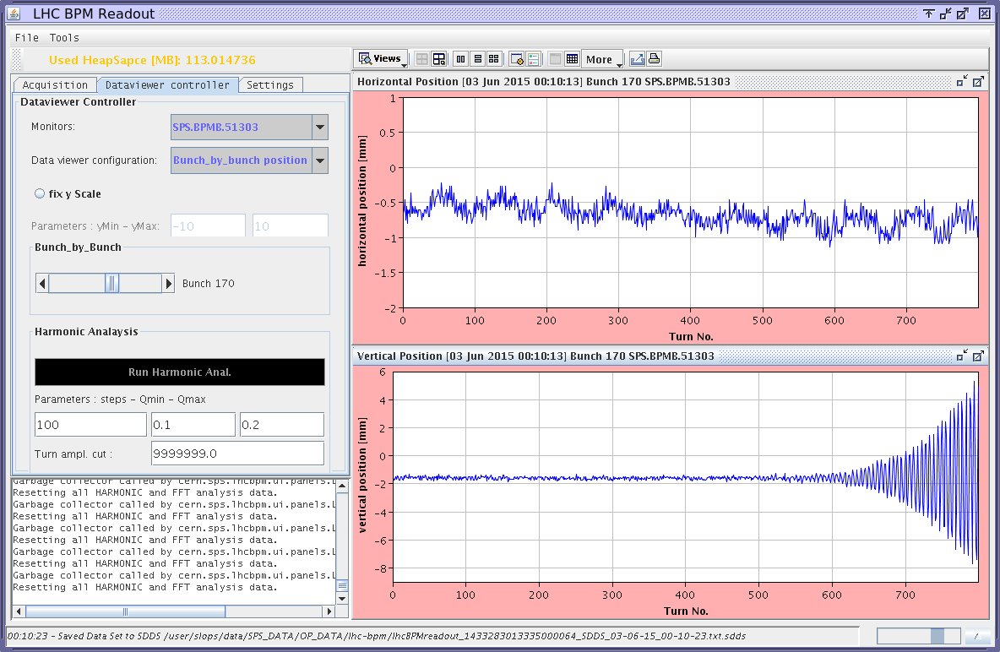 LHC BPM Readout
File Tools
Used HeapSapce [MB]: 113.014736
Views
More
Acquisition
Dataviewer controller
Settings
Dataviewer Controller
Monitors:
SPS.BPMB.51303
Data viewer configuration:
Bunch_by_bunch position
fix y Scale
Parameters : yMin - yMax:
-10
10
Bunch_by_Bunch
Bunch 170
Harmonic Analaysis
Run Harmonic Anal.
Parameters : steps - Qmin - Qmax
100
0.1
0.2
Turn ampl. cut :
9999999.0
Garbage collector called by cern.sps.lhcbpm.ui.panels.L
Resetting all HARMONIC and FFT analysis data.
Garbage collector called by cern.sps.lhcbpm.ui.panels.L
Resetting all HARMONIC and FFT analysis data.
Garbage collector called by cern.sps.lhcbpm.ui.panels.L
Resetting all HARMONIC and FFT analysis data.
Garbage collector called by cern.sps.lhcbpm.ui.panels.L
Resetting all HARMONIC and FFT analysis data.
Garbage collector called by cern.sps.lhcbpm.ui.panels.L
Resetting all HARMONIC and FFT analysis data.
Horizontal Position [03 Jun 2015 00:10:13] Bunch 170 SPS.BPMB.51303
horizontal position [mm]
1
0.5
0
-0.5
-1
-1.5
-2
0 100 200 300 400 500 600 700
Turn No.
Vertical Position [03 Jun 2015 00:10:13] Bunch 170 SPS.BPMB.51303
vertical position [mm]
6
4
2
0
-2
-4
-6
-8
0 100 200 300 400 500 600 700
Turn No.
00:10:23 - Saved Data Set to SDDS /user/slops/data/SPS_DATA/OP_DATA/lhc-bpm/lhcBPMreadout_1433283013335000064_SDDS_03-06-15_00-10-23.txt.sdds